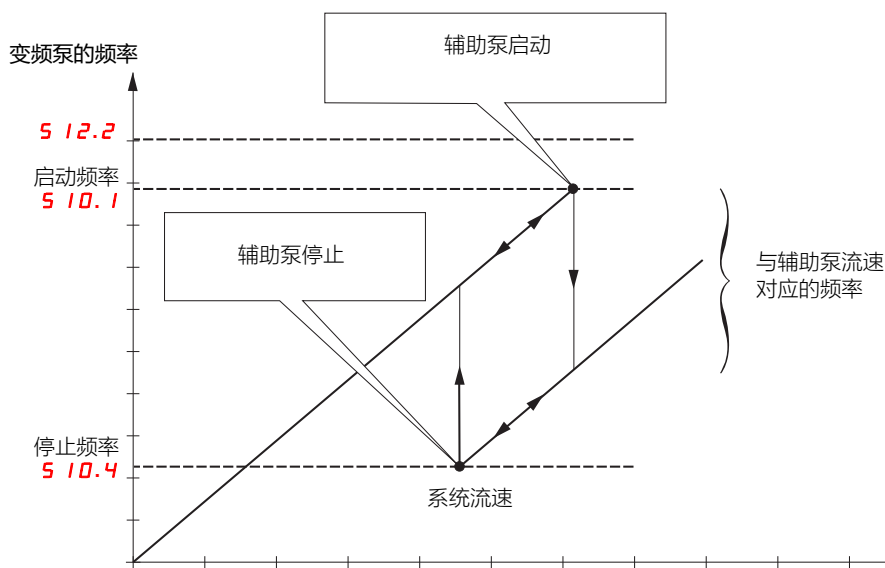 辅助泵启动
变频泵的频率
S 12.2
启动频率
S 10.1
辅助泵停止
与辅助泵流速
对应的频率
停止频率
S 10.4
系统流速